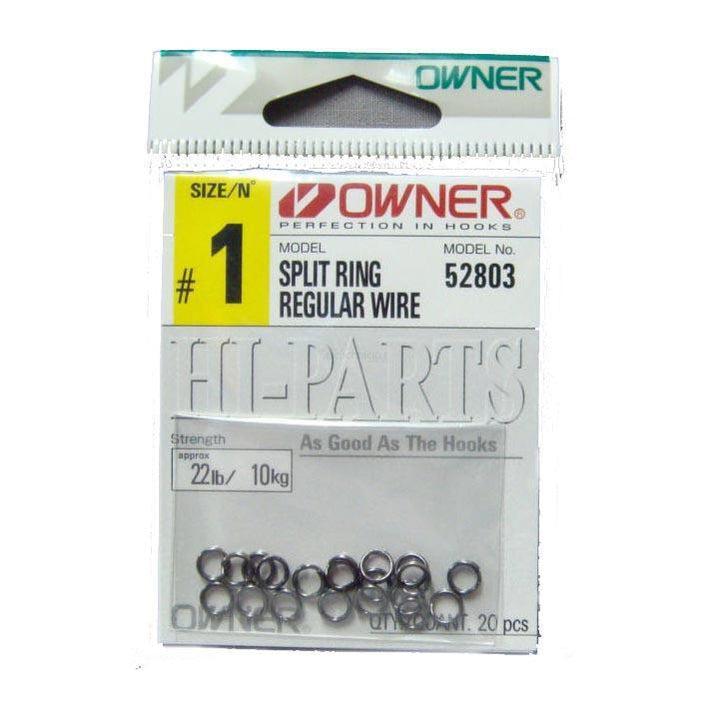 OWNER
SIZE/N°
# 1
OWNER®
PERFECTION IN HOOKS
MODEL
SPLIT RING
REGULAR WIRE
MODEL No.
52803
HI-PARTS
As Good As The Hooks
Strength
approx
22lb/ 10kg
OWNER®
QTY/QUANT. 20 pcs